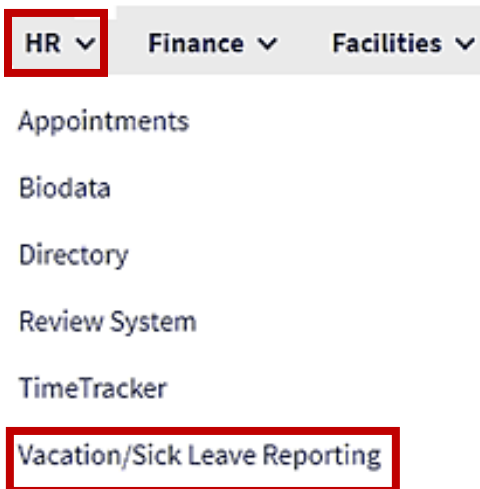 HR Finance Facilities
Appointments
Biodata
Directory
Review System
TimeTracker
Vacation/Sick Leave Reporting